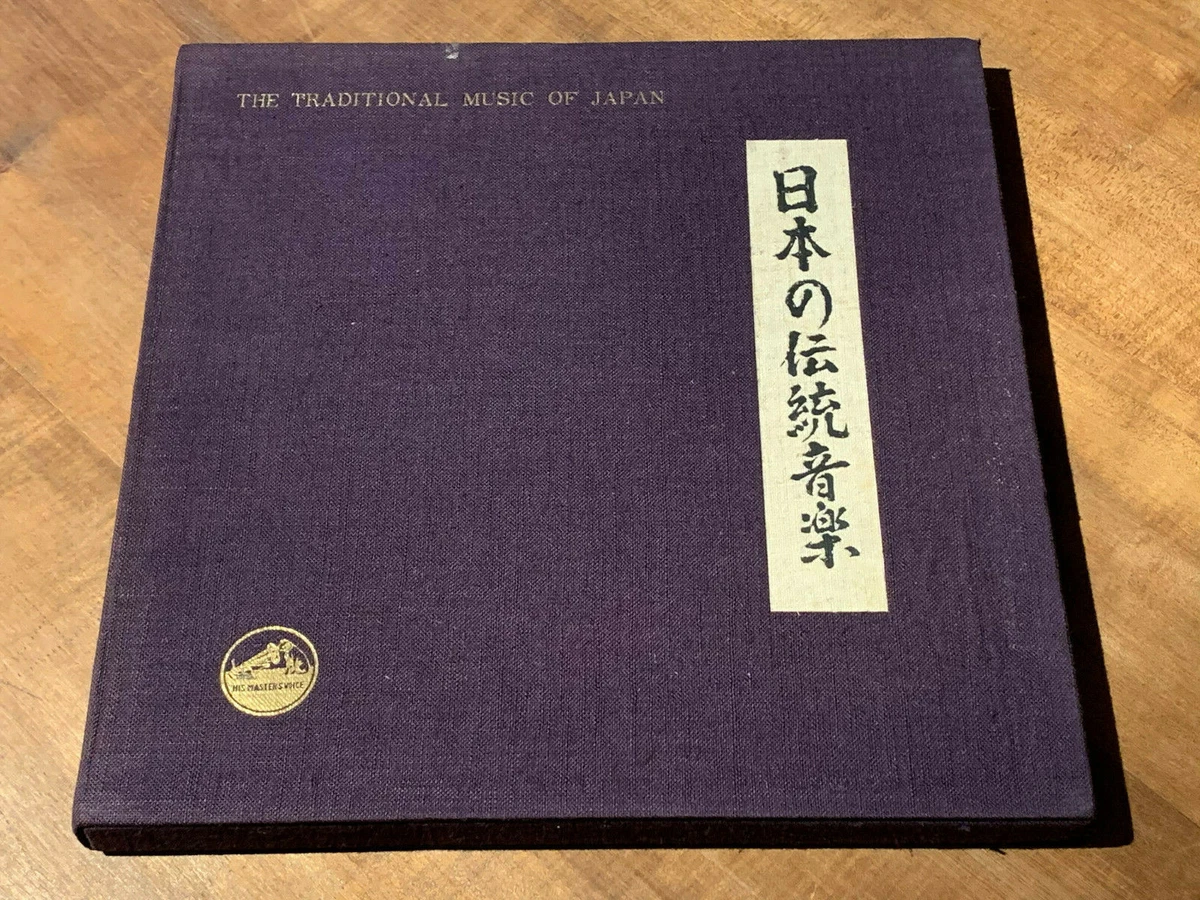 THE TRADITIONAL MUSIC OF JAPAN
日本の伝統音楽
HIS MASTER'S VOICE